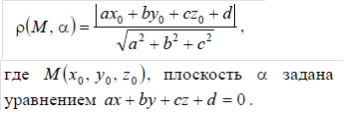 ρ(M, α) = |ax₀ + by₀ + cz₀ + d| / √(a² + b² + c²) ,
где M(x₀, y₀, z₀), плоскость α задана
уравнением ax + by + cz + d = 0 .